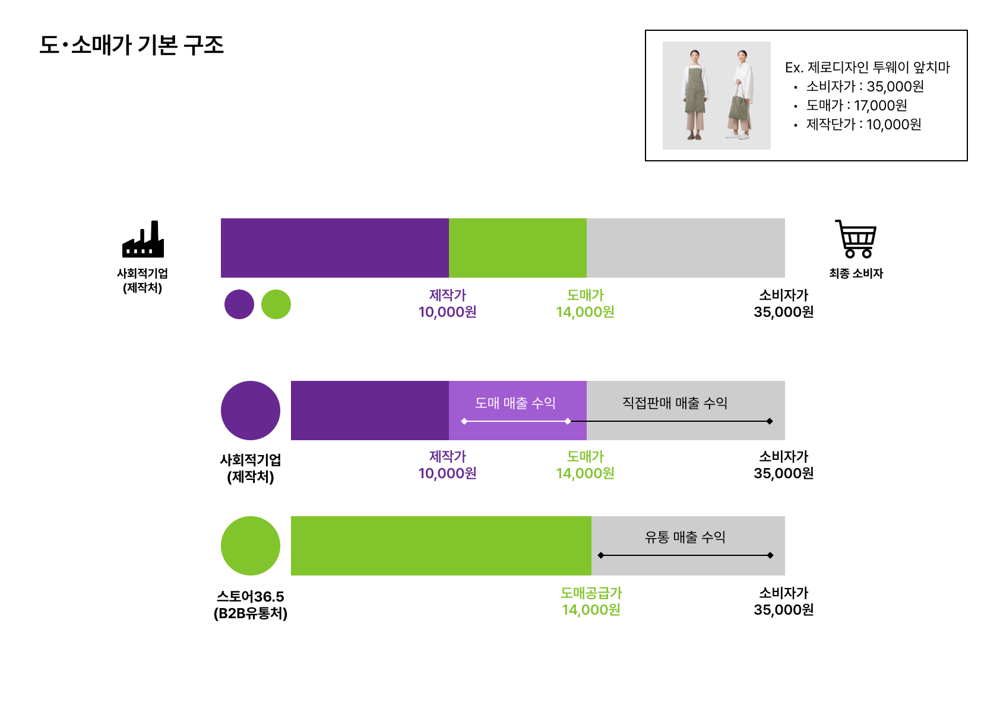 도·소매가 기본 구조
Ex. 제로디자인 투웨이 앞치마
• 소비자가 : 35,000원
• 도매가 : 17,000원
• 제작단가 : 10,000원
사회적기업
(제작처)
최종 소비자
제작가
10,000원
도매가
14,000원
소비자가
35,000원
도매 매출 수익
직접판매 매출 수익
사회적기업
(제작처)
제작가
10,000원
도매가
14,000원
소비자가
35,000원
유통 매출 수익
스토어36.5
(B2B유통처)
도매공급가
14,000원
소비자가
35,000원